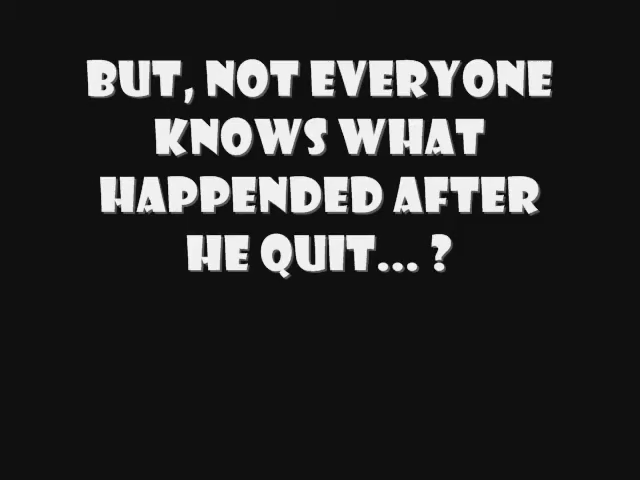 BUT, NOT EVERYONE
KNOWS WHAT
HAPPENDED AFTER
HE QUIT... ?